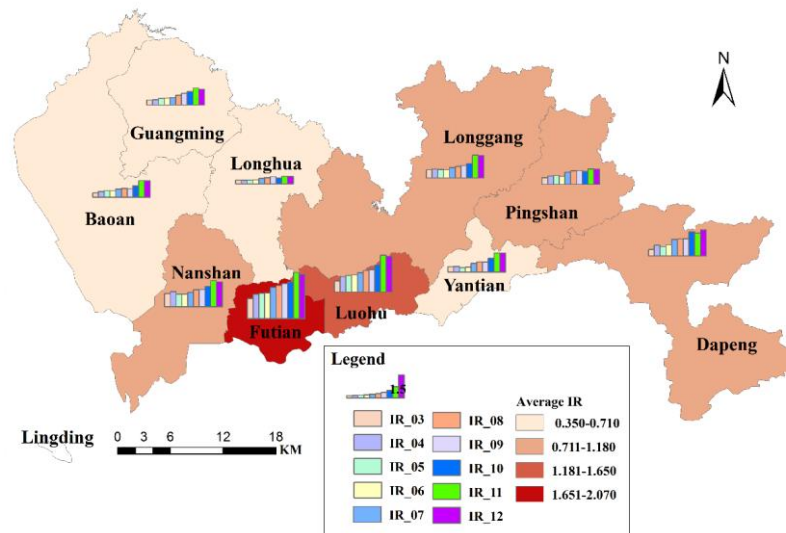 N
Guangming
Longhua
Longgang
Baoan
Pingshan
Nanshan
Yantian
Luohu
Futian
Dapeng
Lingding
0 3 6 12 18
KM
Legend
1.5
IR_03
IR_04
IR_05
IR_06
IR_07
IR_08
IR_09
IR_10
IR_11
IR_12
Average IR
0.350-0.710
0.711-1.180
1.181-1.650
1.651-2.070